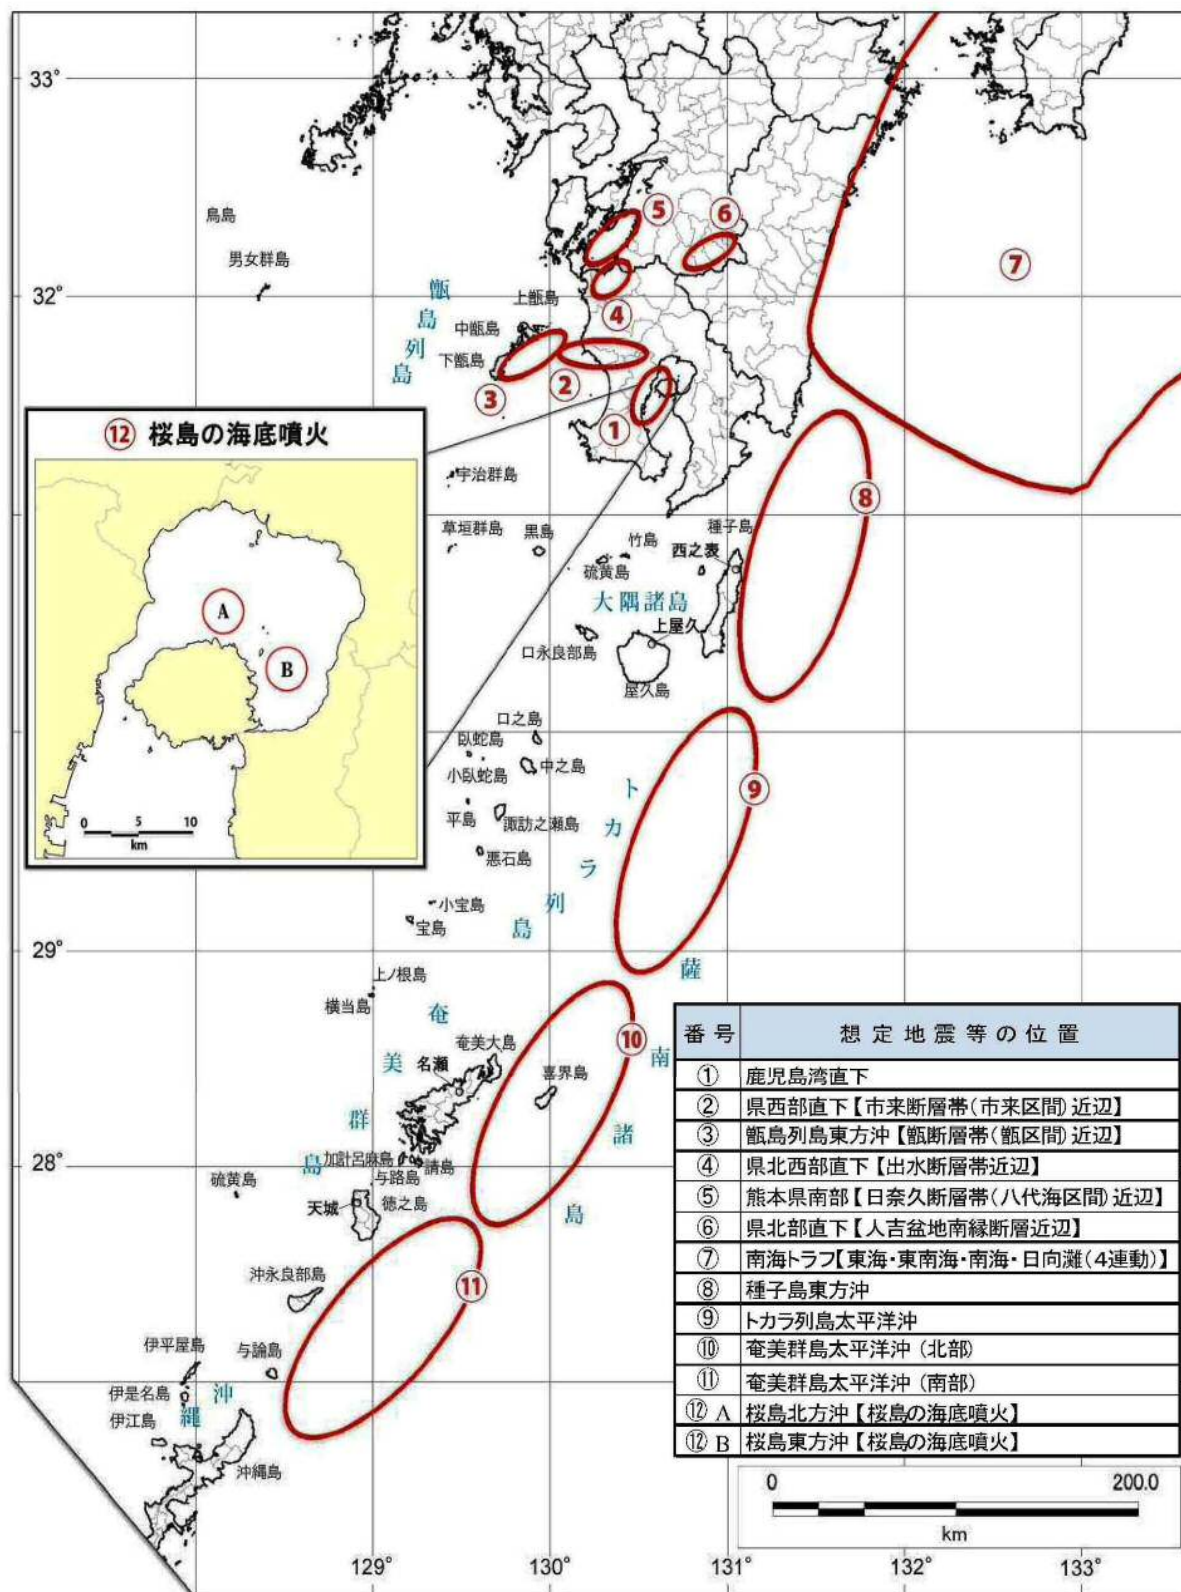 33°
鳥島
男女群島
⑤
⑥
⑦
32°
甑島列島
上甑島
中甑島
下甑島
④
③
②
①
⑫ 桜島の海底噴火
A
B
0 5 10
km
宇治群島
草垣群島
黒島
竹島
硫黄島
種子島
西之表
⑧
大隅諸島
上屋久
口永良部島
屋久島
口之島
臥蛇島
中之島
小臥蛇島
平島
諏訪之瀬島
悪石島
トカラ列島
⑨
小宝島
宝島
29°
上ノ根島
横当島
薩南諸島
奄美群島
奄美大島
名瀬
喜界島
⑩
加計呂麻島
請島
与路島
28°
硫黄島
天城
徳之島
沖永良部島
⑪
伊平屋島
与論島
伊是名島
伊江島
沖縄
沖縄島
番号 想定地震等の位置
① 鹿児島湾直下
② 県西部直下【市来断層帯(市来区間)近辺】
③ 甑島列島東方沖【甑断層帯(甑区間)近辺】
④ 県北西部直下【出水断層帯近辺】
⑤ 熊本県南部【日奈久断層帯(八代海区間)近辺】
⑥ 県北部直下【人吉盆地南縁断層近辺】
⑦ 南海トラフ【東海・東南海・南海・日向灘(4連動)】
⑧ 種子島東方沖
⑨ トカラ列島太平洋沖
⑩ 奄美群島太平洋沖(北部)
⑪ 奄美群島太平洋沖(南部)
⑫ A 桜島北方沖【桜島の海底噴火】
⑫ B 桜島東方沖【桜島の海底噴火】
0 200.0
km
129° 130° 131° 132° 133°